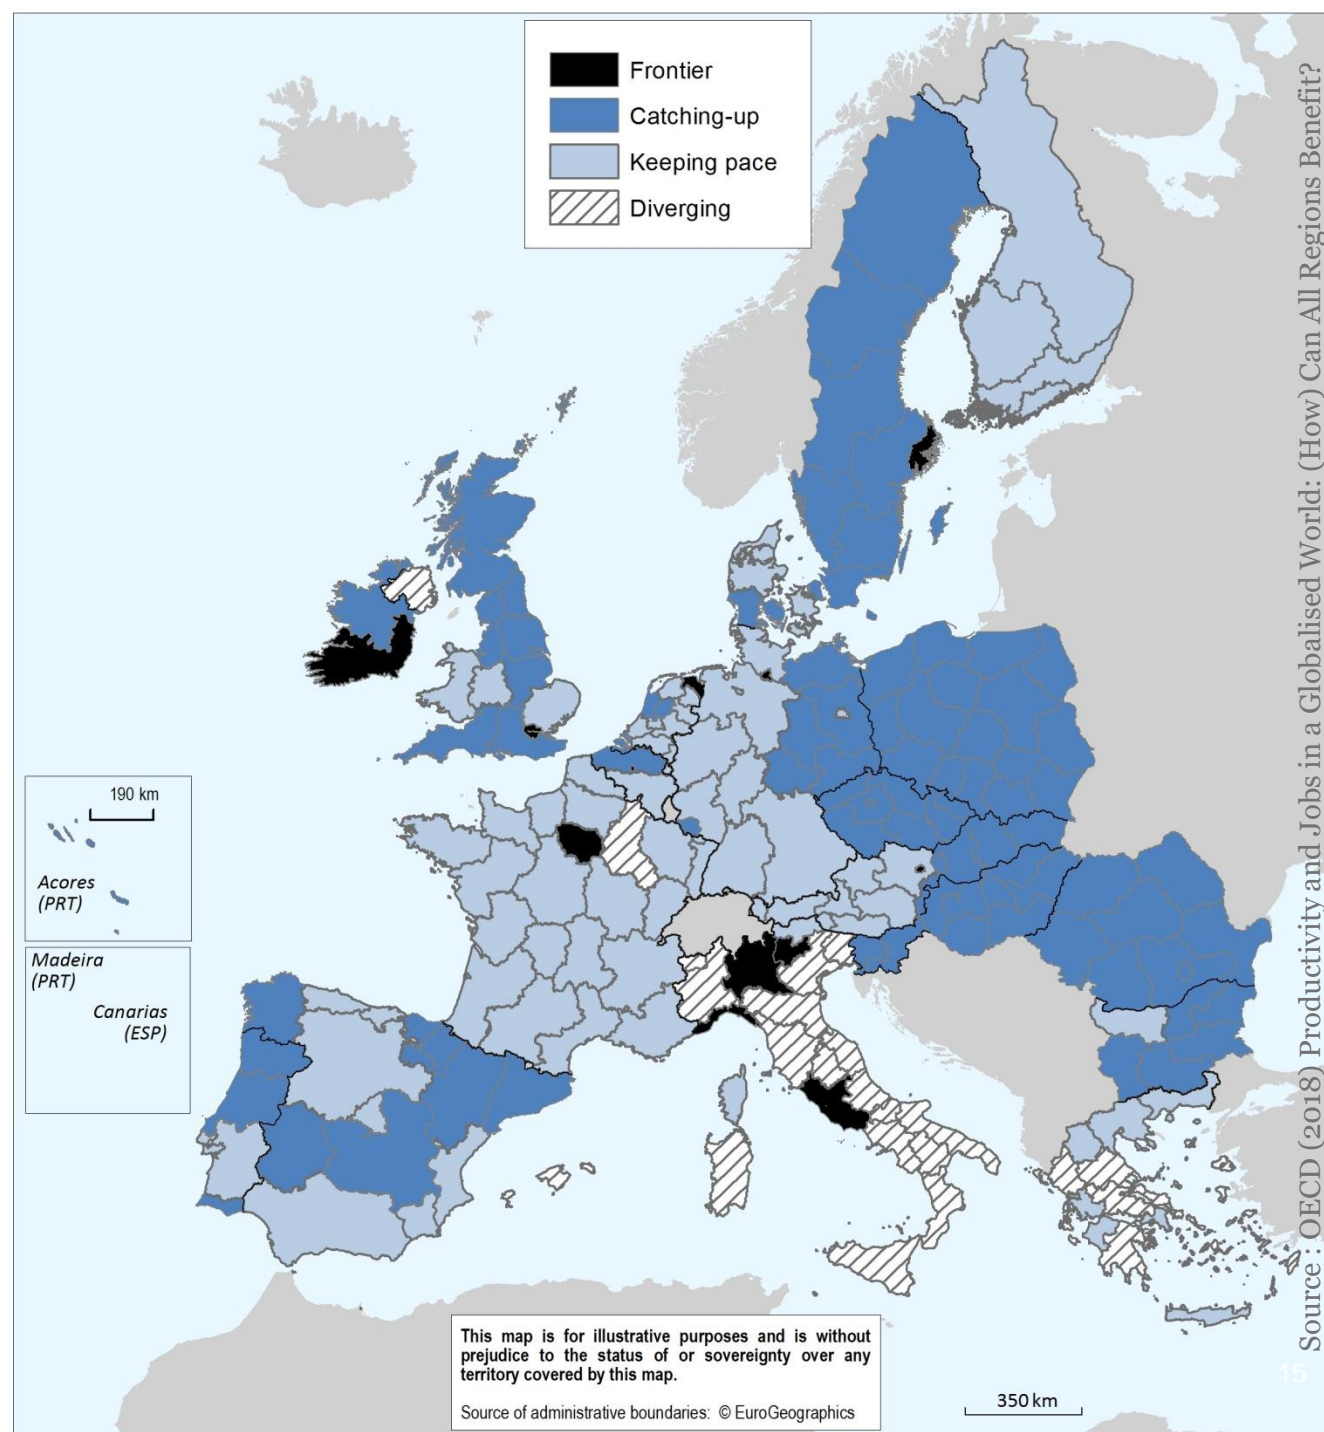 Frontier
Catching-up
Keeping pace
Diverging
190 km
Acores
(PRT)
Madeira
(PRT)
Canarias
(ESP)
This map is for illustrative purposes and is without
prejudice to the status of or sovereignty over any
territory covered by this map.
Source of administrative boundaries: © EuroGeographics
350 km
15
Source : OECD (2018) Productivity and Jobs in a Globalised World: (How) Can All Regions Benefit?